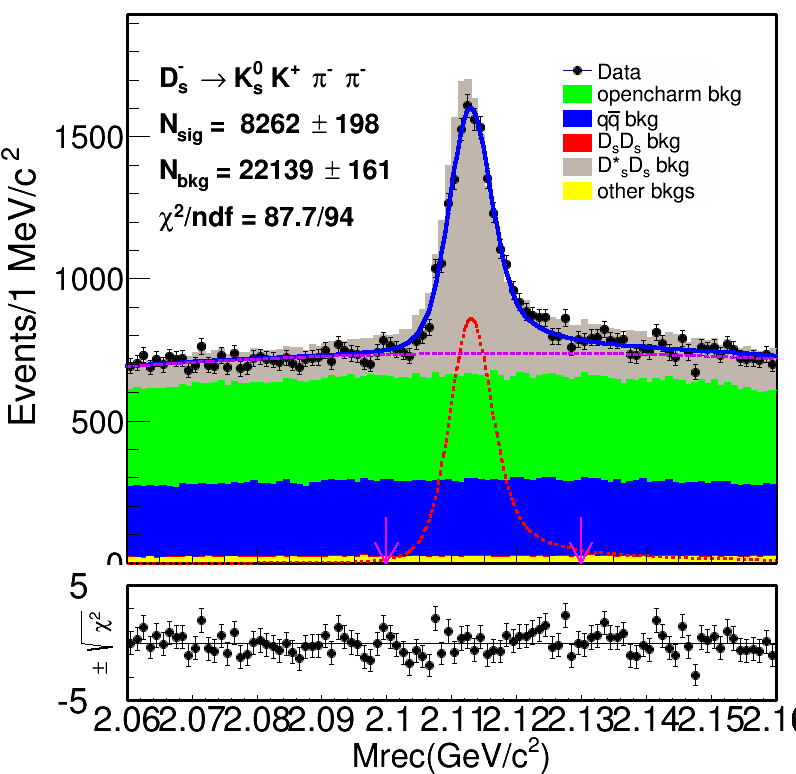 D_s^- → K_s^0 K^+ π^- π^-
N_sig = 8262 ± 198
N_bkg = 22139 ± 161
χ²/ndf = 87.7/94
Data
opencharm bkg
qq̅ bkg
D_sD_s bkg
D*_sD_s bkg
other bkgs
Events/1 MeV/c²
1500
1000
500
0
± √χ²
5
-5
2.06 2.07 2.08 2.09 2.1 2.11 2.12 2.13 2.14 2.15 2.16
Mrec(GeV/c²)